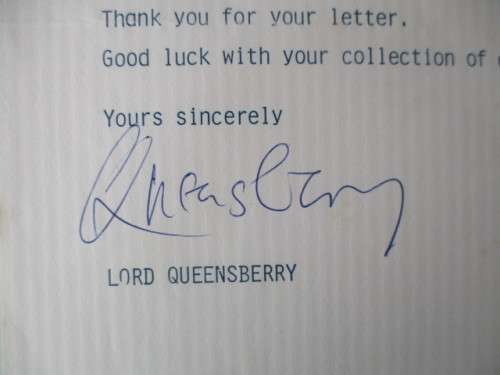 Thank you for your letter.
Good luck with your collection of
Yours sincerely
Queensberry
LORD QUEENSBERRY